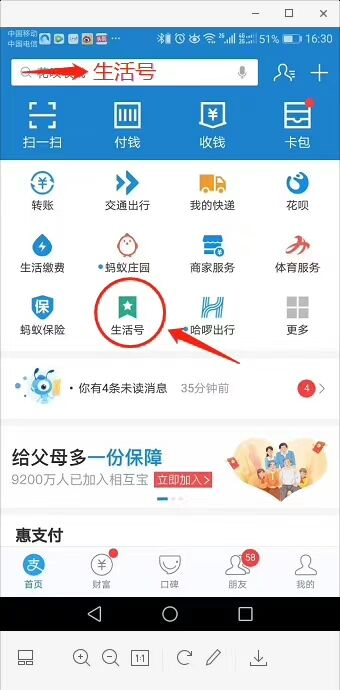 中国移动
中国电信
51% 16:30
生活号
扫一扫 付钱 收钱 卡包
转账 交通出行 我的快递 花呗
生活缴费 蚂蚁庄园 商家服务 体育服务
蚂蚁保险 生活号 哈啰出行 更多
你有4条未读消息 35分钟前 4
给父母多一份保障
9200万人已加入相互宝 立即加入>
惠支付
58
首页 财富 口碑 朋友 我的
1:1